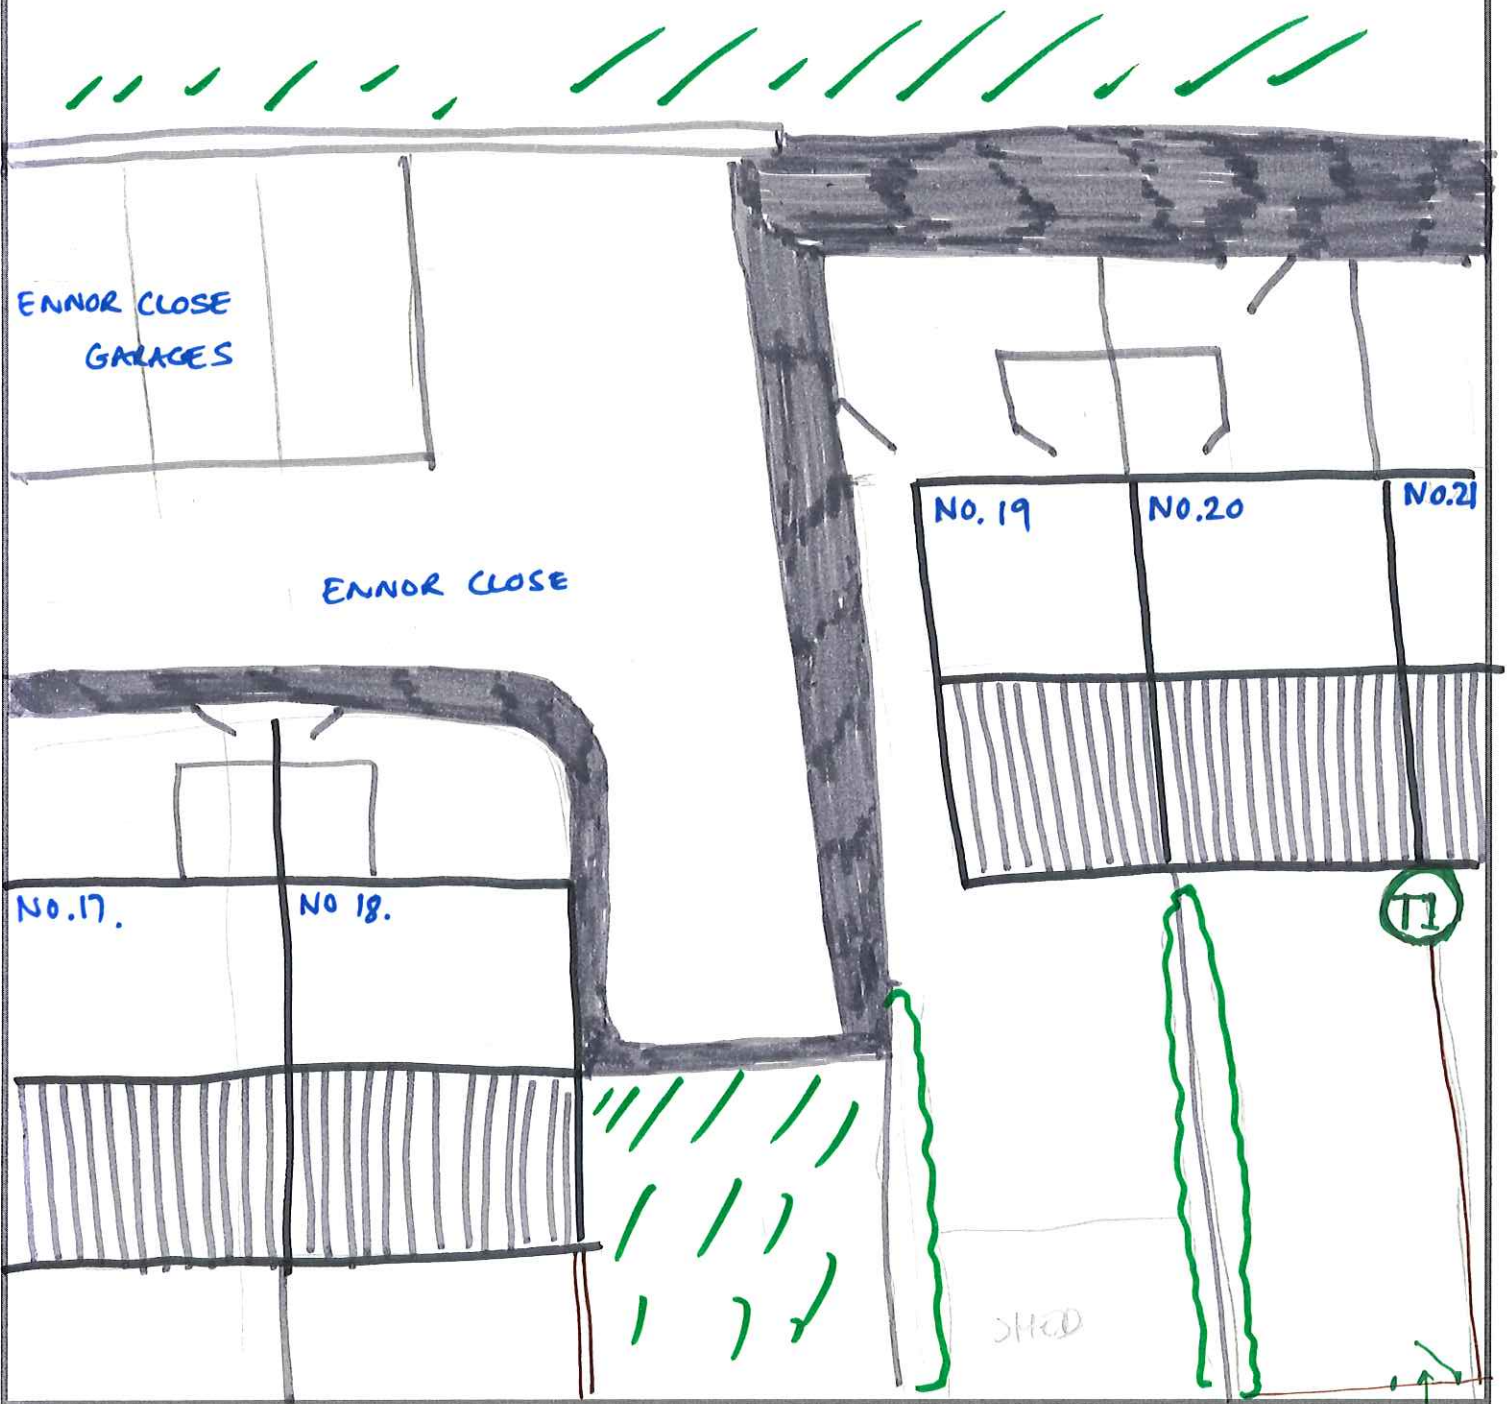 ENNOR CLOSE
GARAGES
NO. 19
NO.20
NO.21
ENNOR CLOSE
NO.17.
NO 18.
T1
SHED